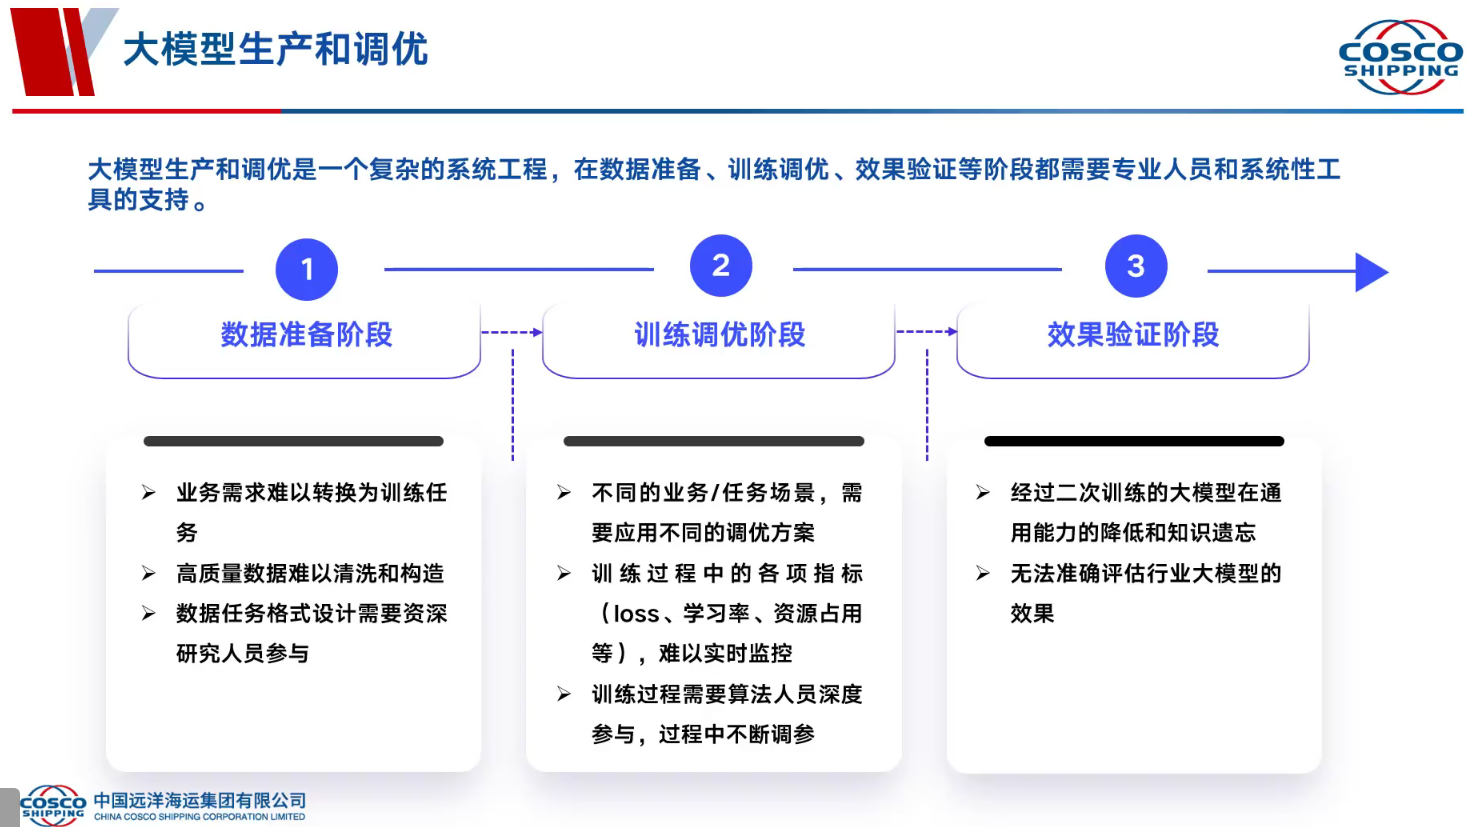 大模型生产和调优
COSCO
SHIPPING
大模型生产和调优是一个复杂的系统工程，在数据准备、训练调优、效果验证等阶段都需要专业人员和系统性工
具的支持。
1
2
3
数据准备阶段
训练调优阶段
效果验证阶段
业务需求难以转换为训练任
务
高质量数据难以清洗和构造
数据任务格式设计需要资深
研究人员参与
不同的业务/任务场景，需
要应用不同的调优方案
训练过程中的各项指标
（loss、学习率、资源占用
等），难以实时监控
训练过程需要算法人员深度
参与，过程中不断调参
经过二次训练的大模型在通
用能力的降低和知识遗忘
无法准确评估行业大模型的
效果
COSCO
SHIPPING
中国远洋海运集团有限公司
CHINA COSCO SHIPPING CORPORATION LIMITED